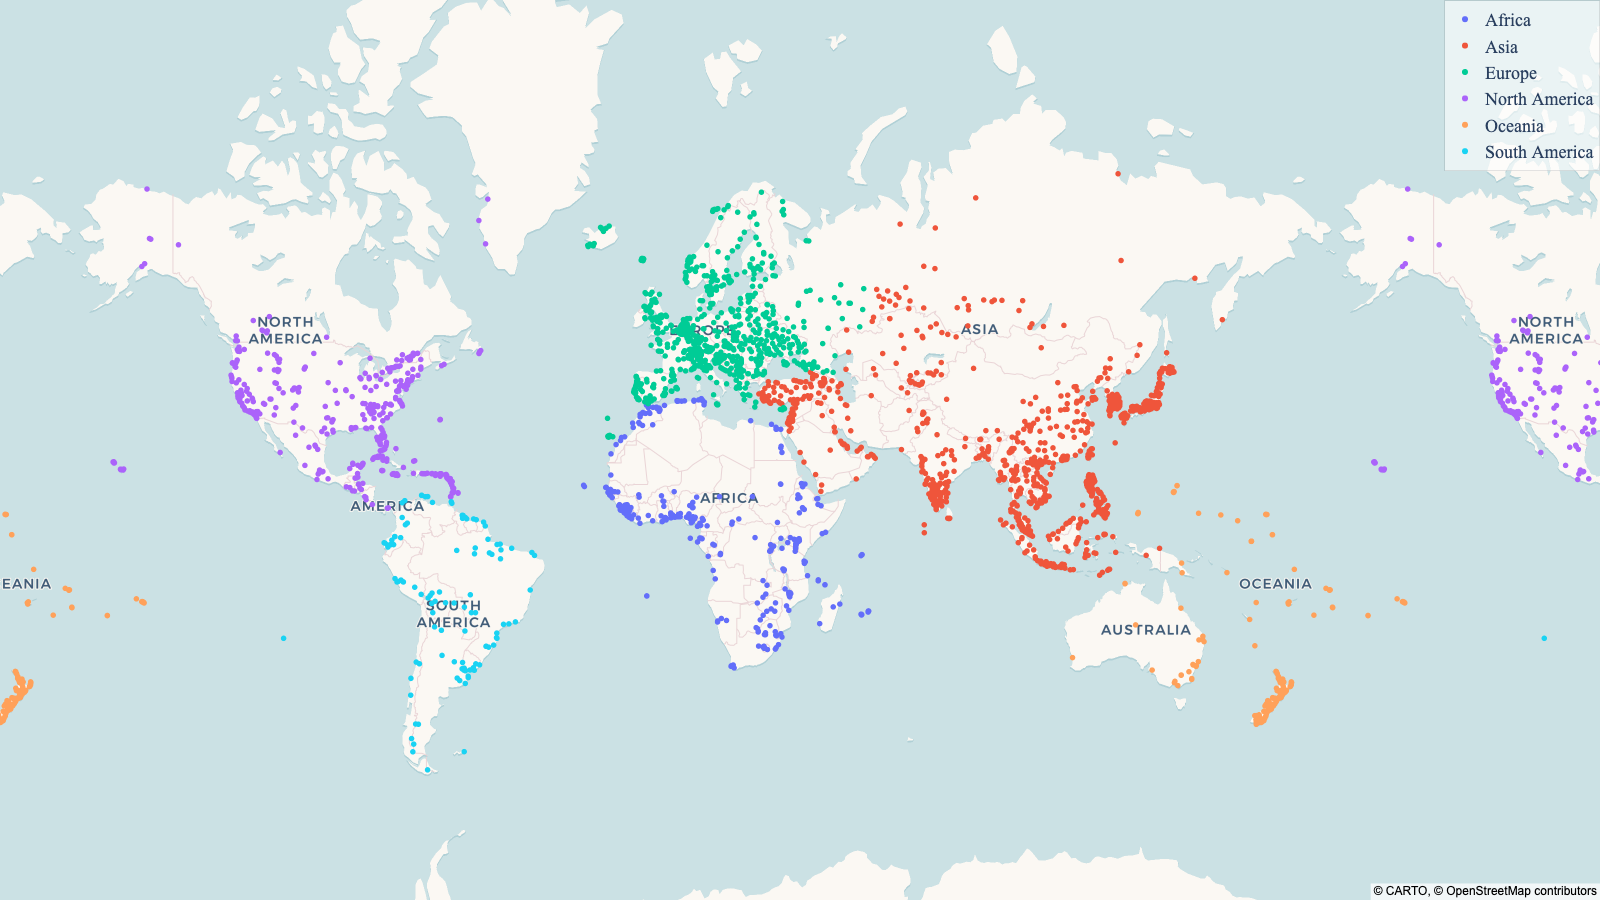 Africa
Asia
Europe
North America
Oceania
South America
NORTH
AMERICA
EUROPE
ASIA
NORTH
AMERICA
AFRICA
AMERICA
EANIA
SOUTH
AMERICA
OCEANIA
AUSTRALIA
© CARTO, © OpenStreetMap contributors